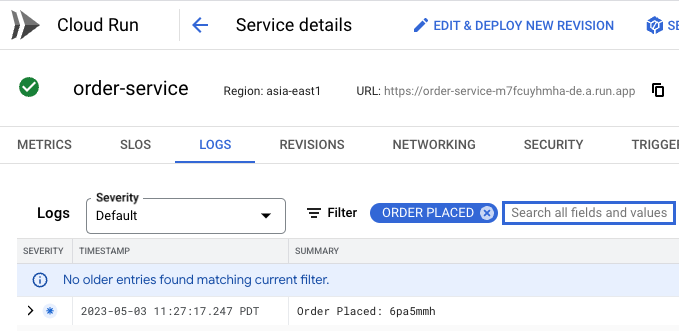 Cloud Run
Service details
EDIT & DEPLOY NEW REVISION
order-service
Region: asia-east1
URL: https://order-service-m7fcuyhmha-de.a.run.app
METRICS SLOS LOGS REVISIONS NETWORKING SECURITY
Logs
Severity
Default
Filter
ORDER PLACED
Search all fields and values
SEVERITY TIMESTAMP SUMMARY
No older entries found matching current filter.
2023-05-03 11:27:17.247 PDT Order Placed: 6pa5mmh